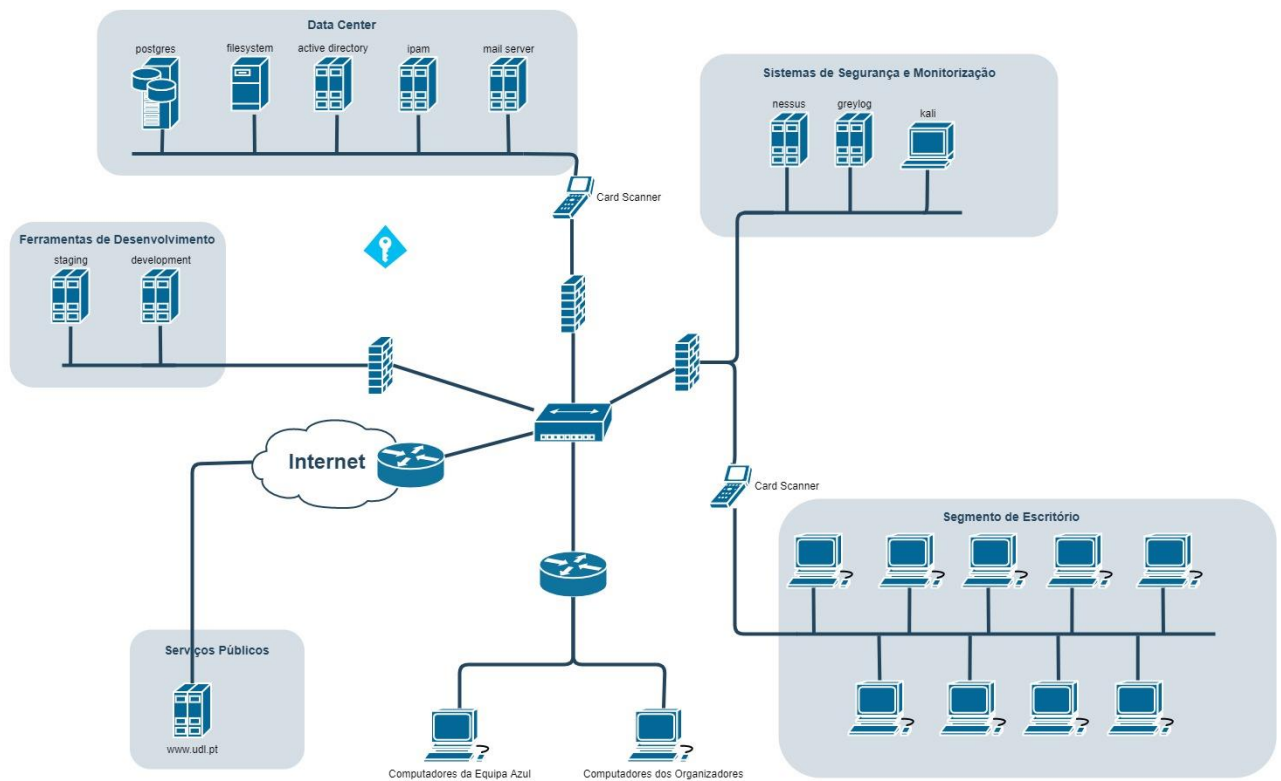 Data Center
postgres
filesystem
active directory
ipam
mail server
Sistemas de Segurança e Monitorização
nessus
greylog
kali
Card Scanner
Ferramentas de Desenvolvimento
staging
development
Internet
Card Scanner
Segmento de Escritório
Serviços Públicos
www.udl.pt
Computadores da Equipa Azul
Computadores dos Organizadores